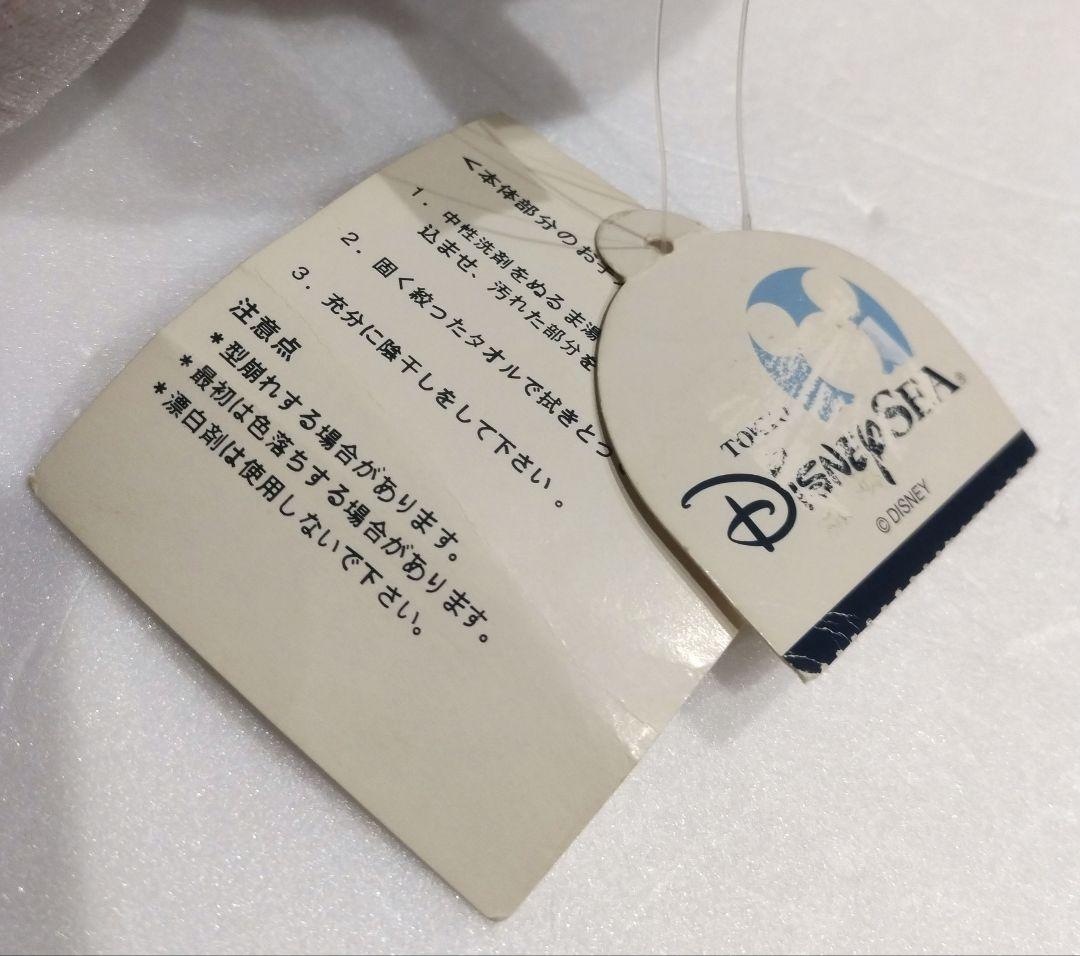 <本体部分のお手
1. 中性洗剤をぬるま湯
込ませ、汚れた部分を
2. 固く絞ったタオルで拭きとっ
3. 充分に陰干しをして下さい。
注意点
*型崩れする場合があります。
*最初は色落ちする場合があります。
*漂白剤は使用しないで下さい。
TOKYO
DISNEYSEA®
© DISNEY